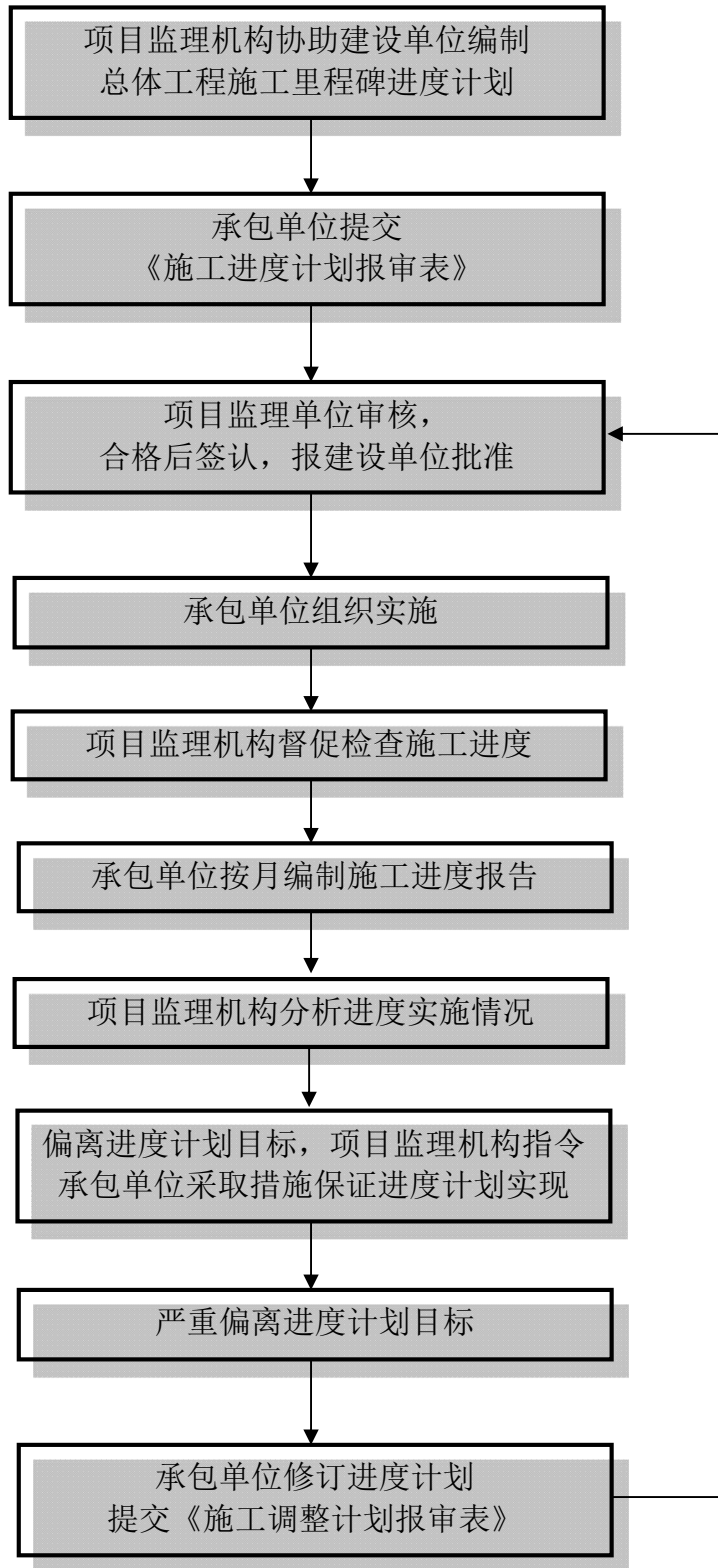 项目监理机构协助建设单位编制
总体工程施工里程碑进度计划
承包单位提交
《施工进度计划报审表》
项目监理单位审核，
合格后签认，报建设单位批准
承包单位组织实施
项目监理机构督促检查施工进度
承包单位按月编制施工进度报告
项目监理机构分析进度实施情况
偏离进度计划目标，项目监理机构指令
承包单位采取措施保证进度计划实现
严重偏离进度计划目标
承包单位修订进度计划
提交《施工调整计划报审表》